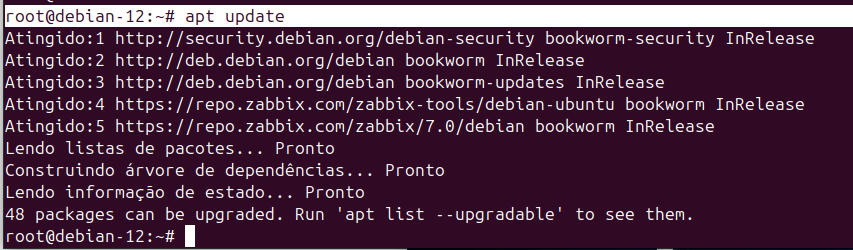 root@debian-12:~# apt update
Atingido:1 http://security.debian.org/debian-security bookworm-security InRelease
Atingido:2 http://deb.debian.org/debian bookworm InRelease
Atingido:3 http://deb.debian.org/debian bookworm-updates InRelease
Atingido:4 https://repo.zabbix.com/zabbix-tools/debian-ubuntu bookworm InRelease
Atingido:5 https://repo.zabbix.com/zabbix/7.0/debian bookworm InRelease
Lendo listas de pacotes... Pronto
Construindo árvore de dependências... Pronto
Lendo informação de estado... Pronto
48 packages can be upgraded. Run 'apt list --upgradable' to see them.
root@debian-12:~#